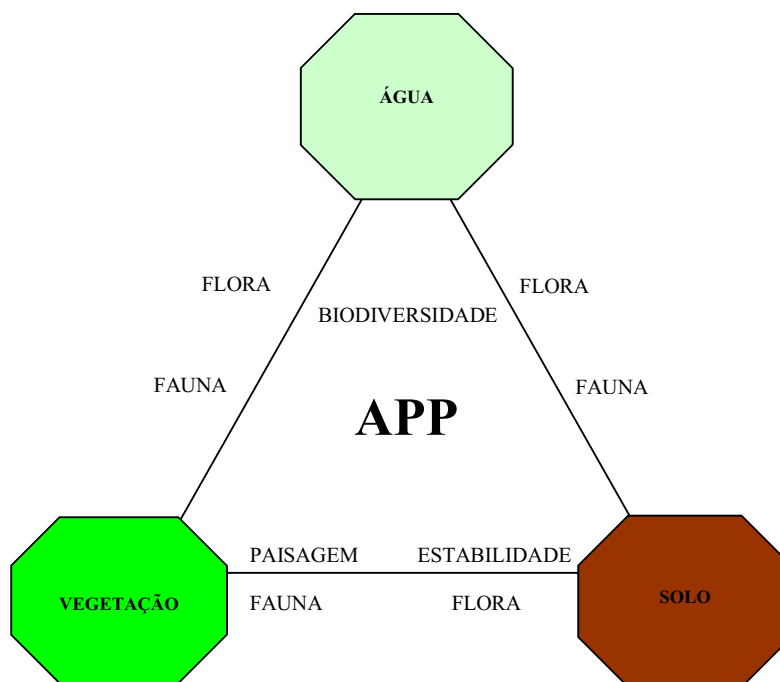 ÁGUA
FLORA
FLORA
BIODIVERSIDADE
FAUNA
FAUNA
APP
PAISAGEM
ESTABILIDADE
VEGETAÇÃO
FAUNA
FLORA
SOLO